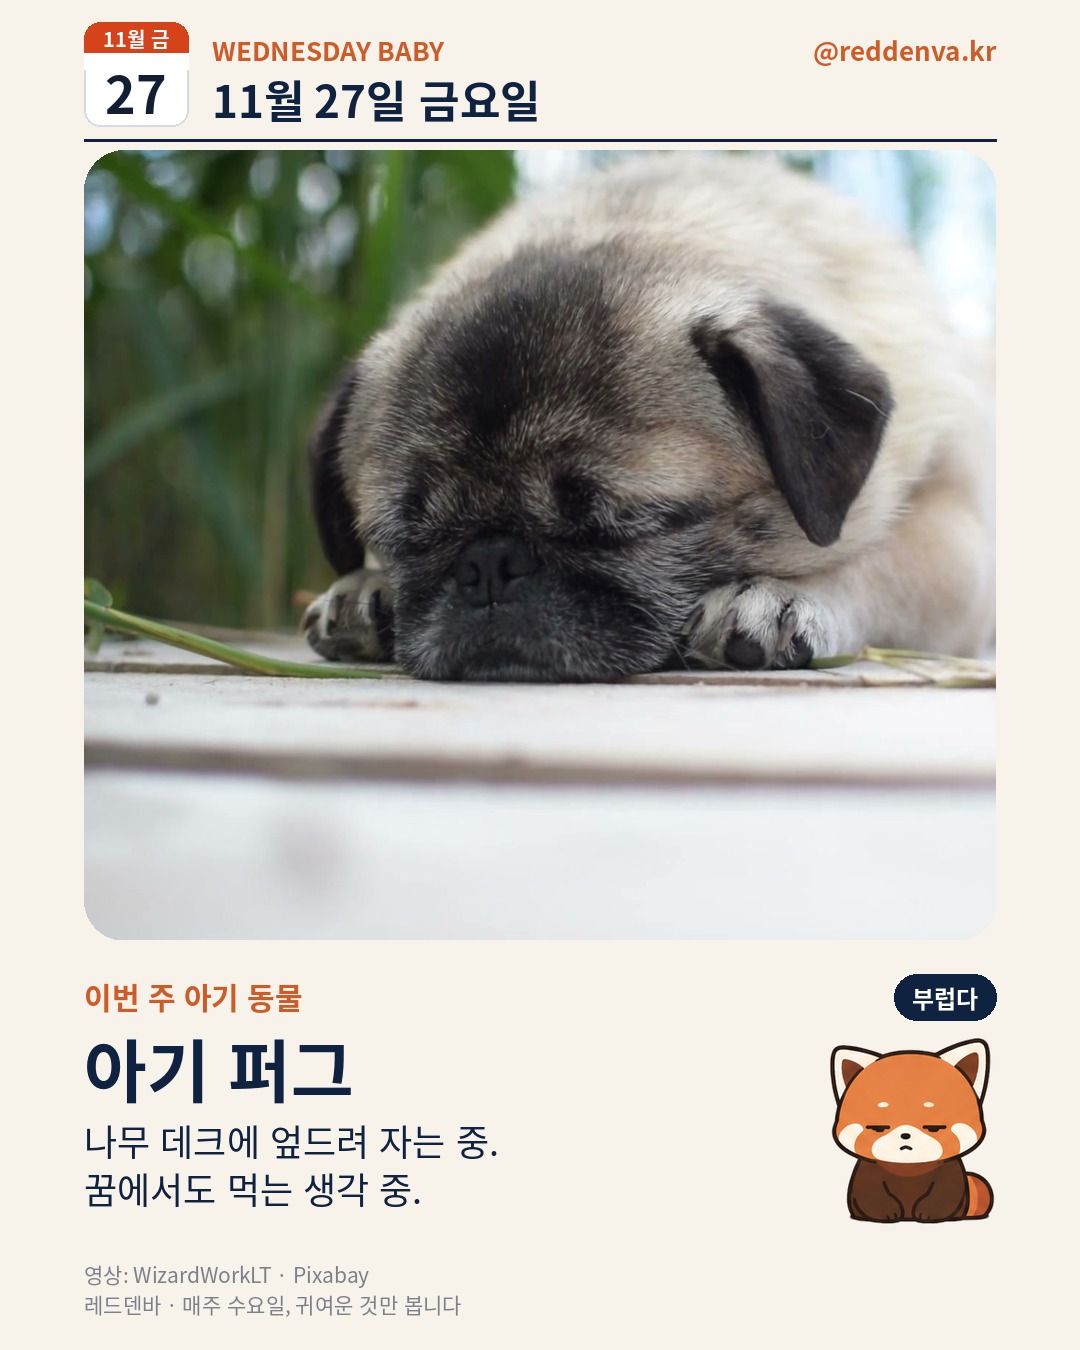 11월 금
27
WEDNESDAY BABY
11월 27일 금요일
@reddenva.kr
이번 주 아기 동물
아기 퍼그
나무 데크에 엎드려 자는 중.
꿈에서도 먹는 생각 중.
부럽다
영상: WizardWorkLT · Pixabay
레드덴바 · 매주 수요일, 귀여운 것만 봅니다